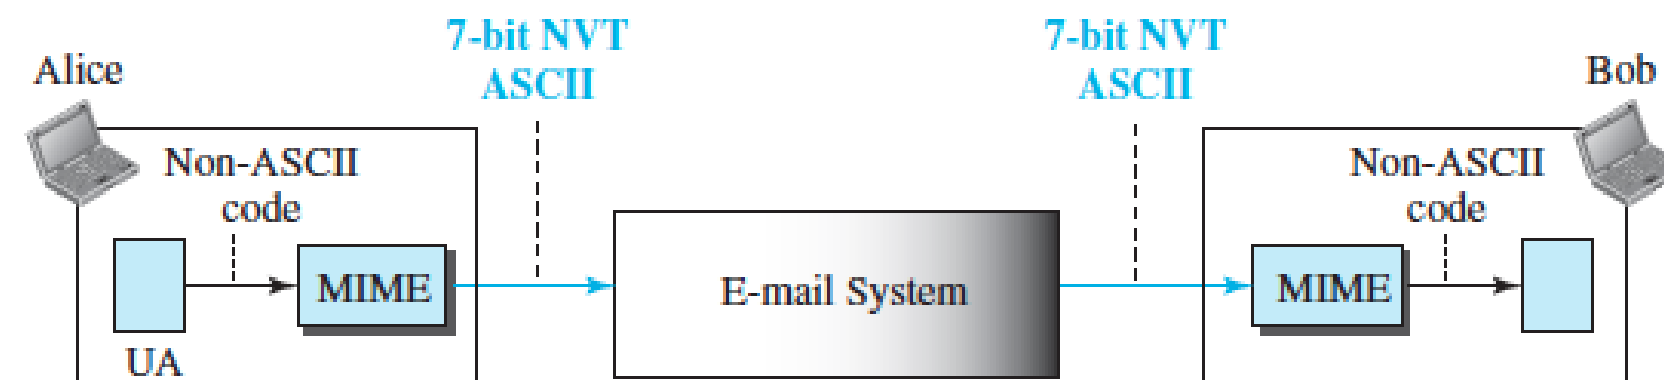 7-bit NVT
ASCII
7-bit NVT
ASCII
Alice
Bob
Non-ASCII
code
Non-ASCII
code
MIME
E-mail System
MIME
UA